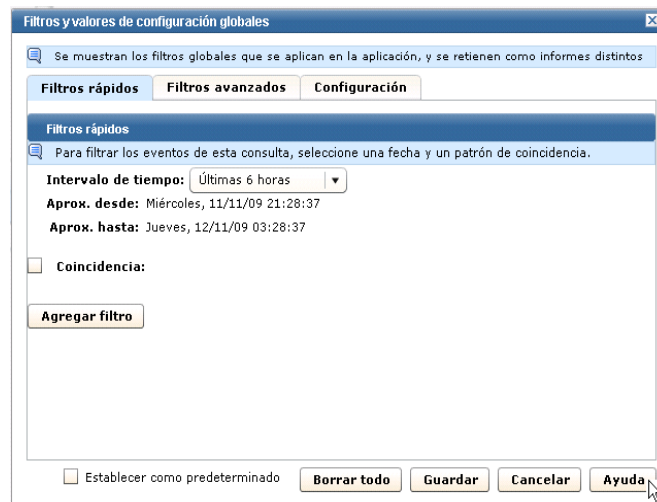 Filtros y valores de configuración globales
Se muestran los filtros globales que se aplican en la aplicación, y se retienen como informes distintos
Filtros rápidos Filtros avanzados Configuración
Filtros rápidos
Para filtrar los eventos de esta consulta, seleccione una fecha y un patrón de coincidencia.
Intervalo de tiempo: Últimas 6 horas
Aprox. desde: Miércoles, 11/11/09 21:28:37
Aprox. hasta: Jueves, 12/11/09 03:28:37
Coincidencia:
Agregar filtro
Establecer como predeterminado Borrar todo Guardar Cancelar Ayuda